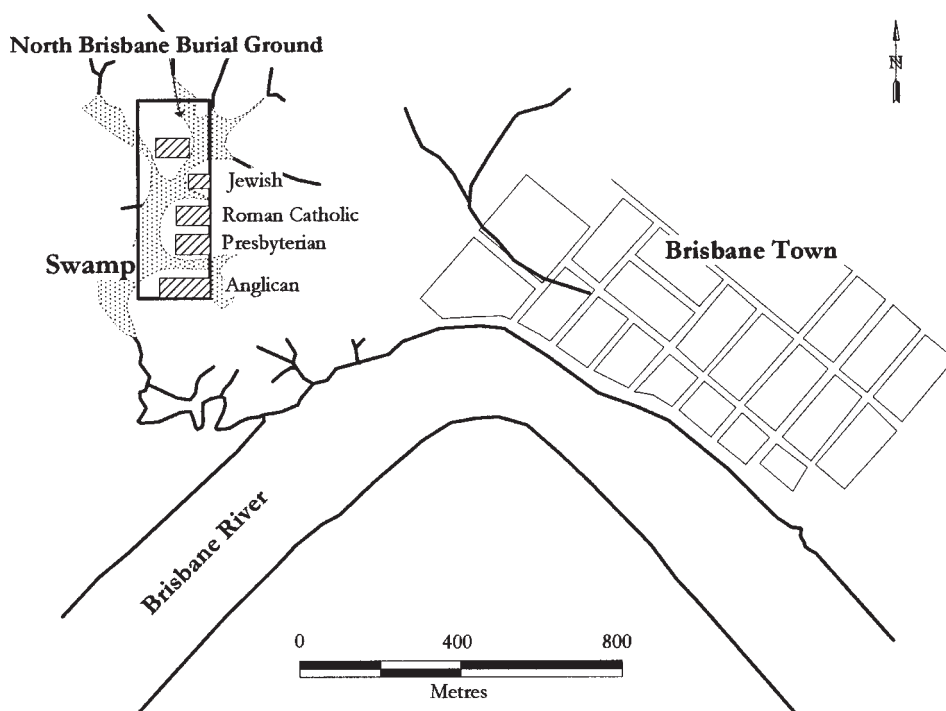 North Brisbane Burial Ground
N
Jewish
Roman Catholic
Presbyterian
Swamp
Anglican
Brisbane Town
Brisbane River
0 400 800
Metres